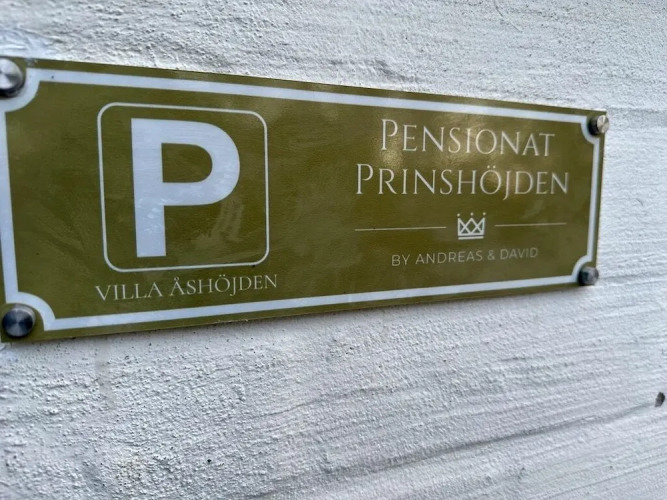 P
VILLA ÅSHÖJDEN
PENSIONAT
PRINSHÖJDEN
BY ANDREAS & DAVID